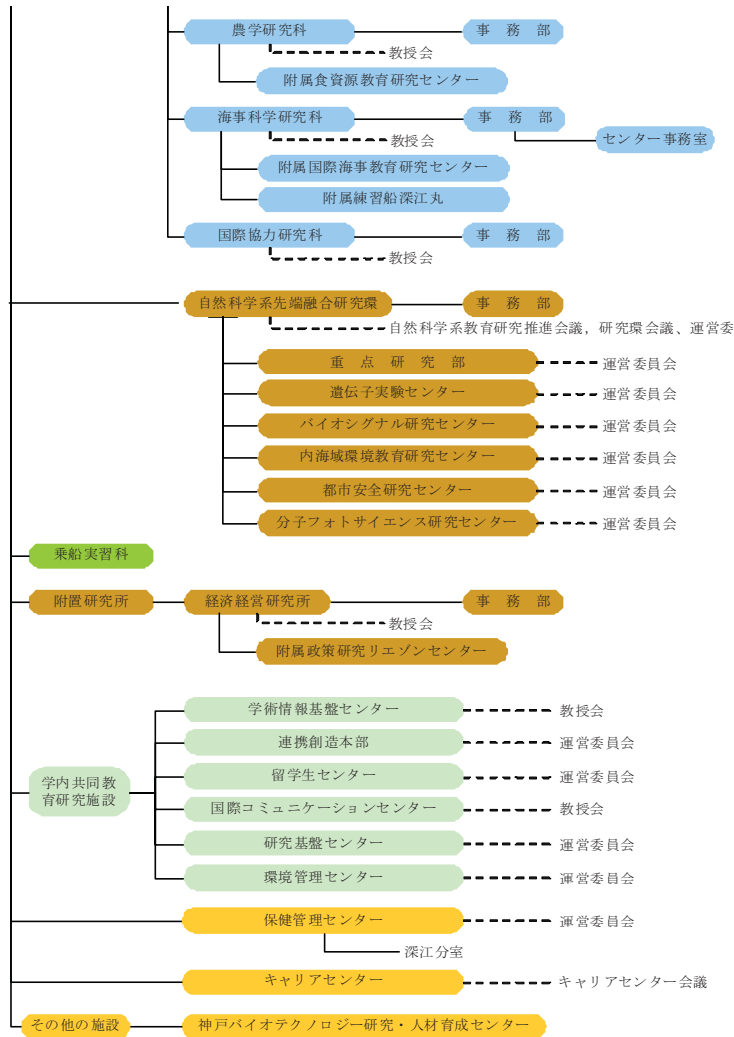 農学研究科 事　務　部
教授会
附属食資源教育研究センター
海事科学研究科 事　務　部
教授会 センター事務室
附属国際海事教育研究センター
附属練習船深江丸
国際協力研究科 事　務　部
教授会
自然科学系先端融合研究環 事　務　部
自然科学系教育研究推進会議，研究環会議、運営委
重　点　研　究　部 運営委員会
遺伝子実験センター 運営委員会
バイオシグナル研究センター 運営委員会
内海域環境教育研究センター 運営委員会
都市安全研究センター 運営委員会
分子フォトサイエンス研究センター 運営委員会
乗船実習科
附置研究所 経済経営研究所 事　務　部
教授会
附属政策研究リエゾンセンター
学術情報基盤センター 教授会
連携創造本部 運営委員会
留学生センター 運営委員会
学内共同教
育研究施設
国際コミュニケーションセンター 教授会
研究基盤センター 運営委員会
環境管理センター 運営委員会
保健管理センター 運営委員会
深江分室
キャリアセンター キャリアセンター会議
その他の施設 神戸バイオテクノロジー研究・人材育成センター